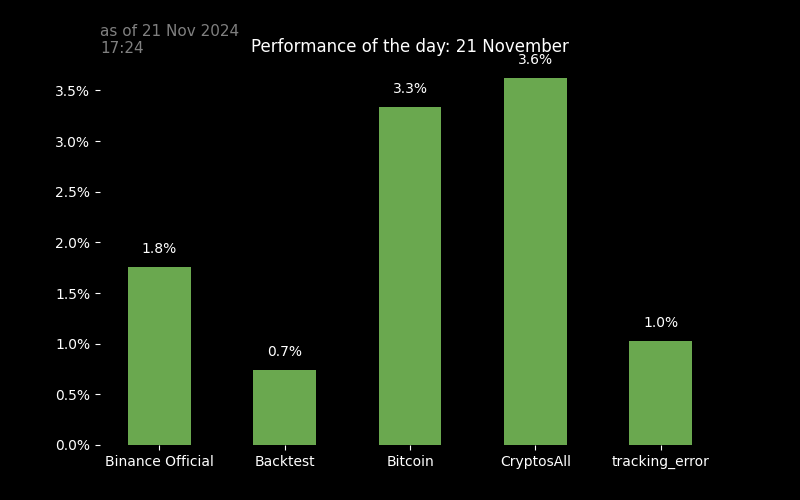 as of 21 Nov 2024
17:24
Performance of the day: 21 November
3.6%
3.5%
3.3%
3.0%
2.5%
2.0%
1.8%
1.5%
1.0%
1.0%
0.7%
0.5%
0.0%
Binance Official
Backtest
Bitcoin
CryptosAll
tracking_error